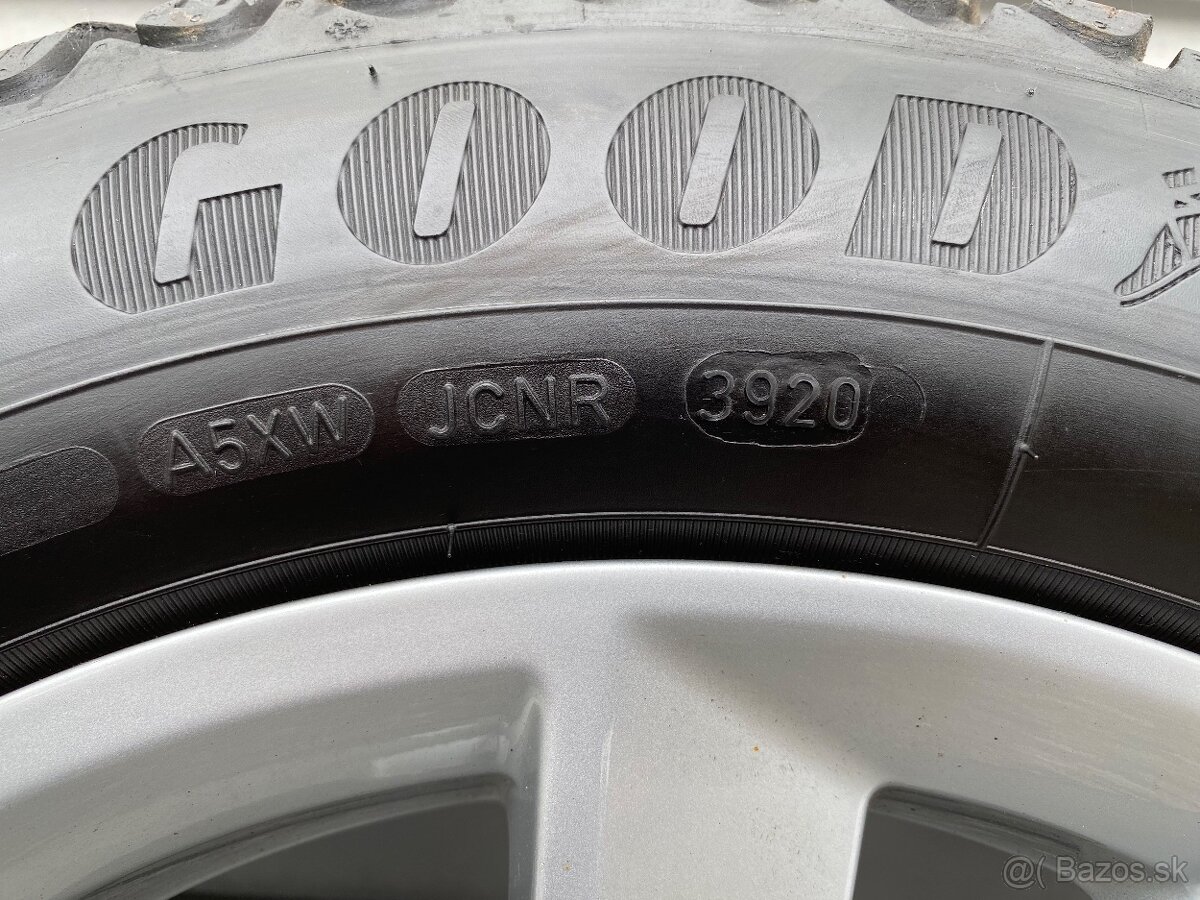 GOOD
A5XW JCNR 3920
@( Bazos.sk